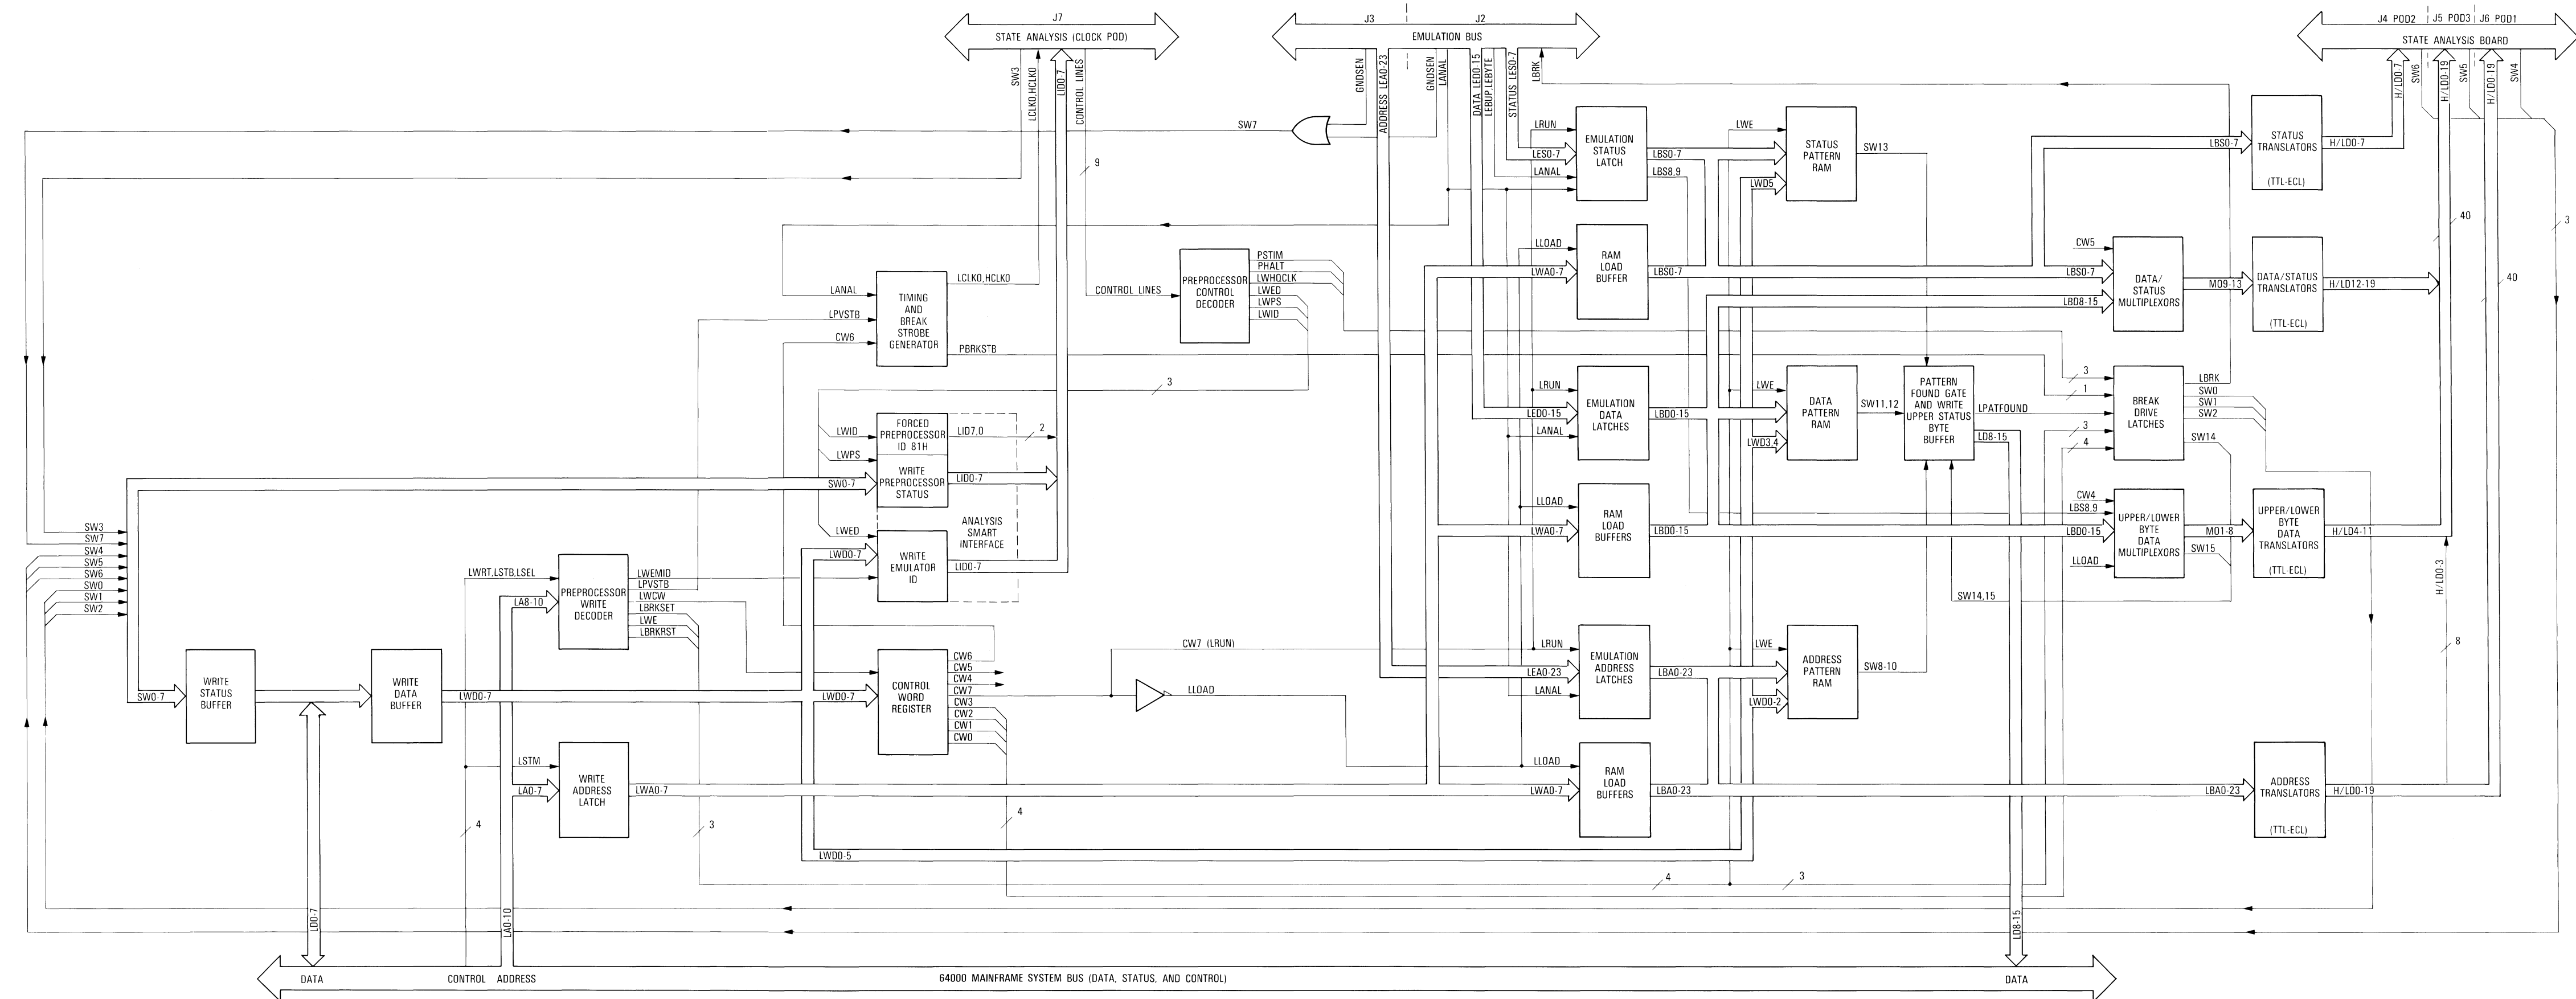 J7
STATE ANALYSIS (CLOCK POD)
J3
J2
EMULATION BUS
J4 POD2
J5 POD3
J6 POD1
STATE ANALYSIS BOARD
SW3
LCLK0,HCLK0
LID0-7
CONTROL LINES
9
GNDSEN
ADDRESS LEA0-23
GNDSEN
LANAL
DATA LED0-15
LEBUP,LEBYTE
STATUS LES0-7
LBRK
H/LD0-7
SW6
H/LD0-19
SW5
H/LD0-19
SW4
SW7
LRUN
LES0-7
LANAL
EMULATION
STATUS
LATCH
LBS0-7
LBS8,9
LWE
LWD5
STATUS
PATTERN
RAM
SW13
LBS0-7
STATUS
TRANSLATORS
(TTL-ECL)
H/LD0-7
40
3
40
LANAL
LPVSTB
CW6
TIMING
AND
BREAK
STROBE
GENERATOR
LCLK0,HCLK0
PBRKSTB
CONTROL LINES
PREPROCESSOR
CONTROL
DECODER
PSTIM
PHALT
LWHQCLK
LWED
LWPS
LWID
3
LLOAD
LWA0-7
RAM
LOAD
BUFFER
LBS0-7
CW5
LBS0-7
LBD8-15
DATA/
STATUS
MULTIPLEXORS
MO9-13
DATA/STATUS
TRANSLATORS
(TTL-ECL)
H/LD12-19
LWID
LWPS
SW0-7
FORCED
PREPROCESSOR
ID 81H
WRITE
PREPROCESSOR
STATUS
LID7,0
2
LID0-7
ANALYSIS
SMART
INTERFACE
LWED
LWD0-7
WRITE
EMULATOR
ID
LID0-7
LRUN
LED0-15
LANAL
EMULATION
DATA
LATCHES
LBD0-15
LWE
LWD3,4
DATA
PATTERN
RAM
SW11,12
PATTERN
FOUND GATE
AND WRITE
UPPER STATUS
BYTE
BUFFER
LPATFOUND
LD8-15
3
1
3
4
BREAK
DRIVE
LATCHES
LBRK
SW0
SW1
SW2
SW14
SW3
SW7
SW4
SW5
SW6
SW0
SW1
SW2
LWRT,LSTB,LSEL
LA8-10
PREPROCESSOR
WRITE
DECODER
LWEMID
LPVSTB
LWCW
LBRKSET
LWE
LBRKRST
LLOAD
LWA0-7
RAM
LOAD
BUFFERS
LBD0-15
CW4
LBS8,9
LBD0-15
LLOAD
UPPER/LOWER
BYTE
DATA
MULTIPLEXORS
MO1-8
SW15
UPPER/LOWER
BYTE
DATA
TRANSLATORS
(TTL-ECL)
H/LD4-11
SW14,15
H/LD0-3
8
SW0-7
WRITE
STATUS
BUFFER
WRITE
DATA
BUFFER
LWD0-7
LWD0-7
CONTROL
WORD
REGISTER
CW6
CW5
CW4
CW7
CW3
CW2
CW1
CW0
CW7 (LRUN)
LLOAD
LRUN
LEA0-23
LANAL
EMULATION
ADDRESS
LATCHES
LBA0-23
LWE
LWD0-2
ADDRESS
PATTERN
RAM
SW8-10
LSTM
LA0-7
WRITE
ADDRESS
LATCH
LWA0-7
LLOAD
LWA0-7
RAM
LOAD
BUFFERS
LBA0-23
LBA0-23
ADDRESS
TRANSLATORS
(TTL-ECL)
H/LD0-19
4
3
4
LWD0-5
4
3
LD0-7
LA0-10
LD8-15
DATA
CONTROL
ADDRESS
64000 MAINFRAME SYSTEM BUS (DATA, STATUS, AND CONTROL)
DATA